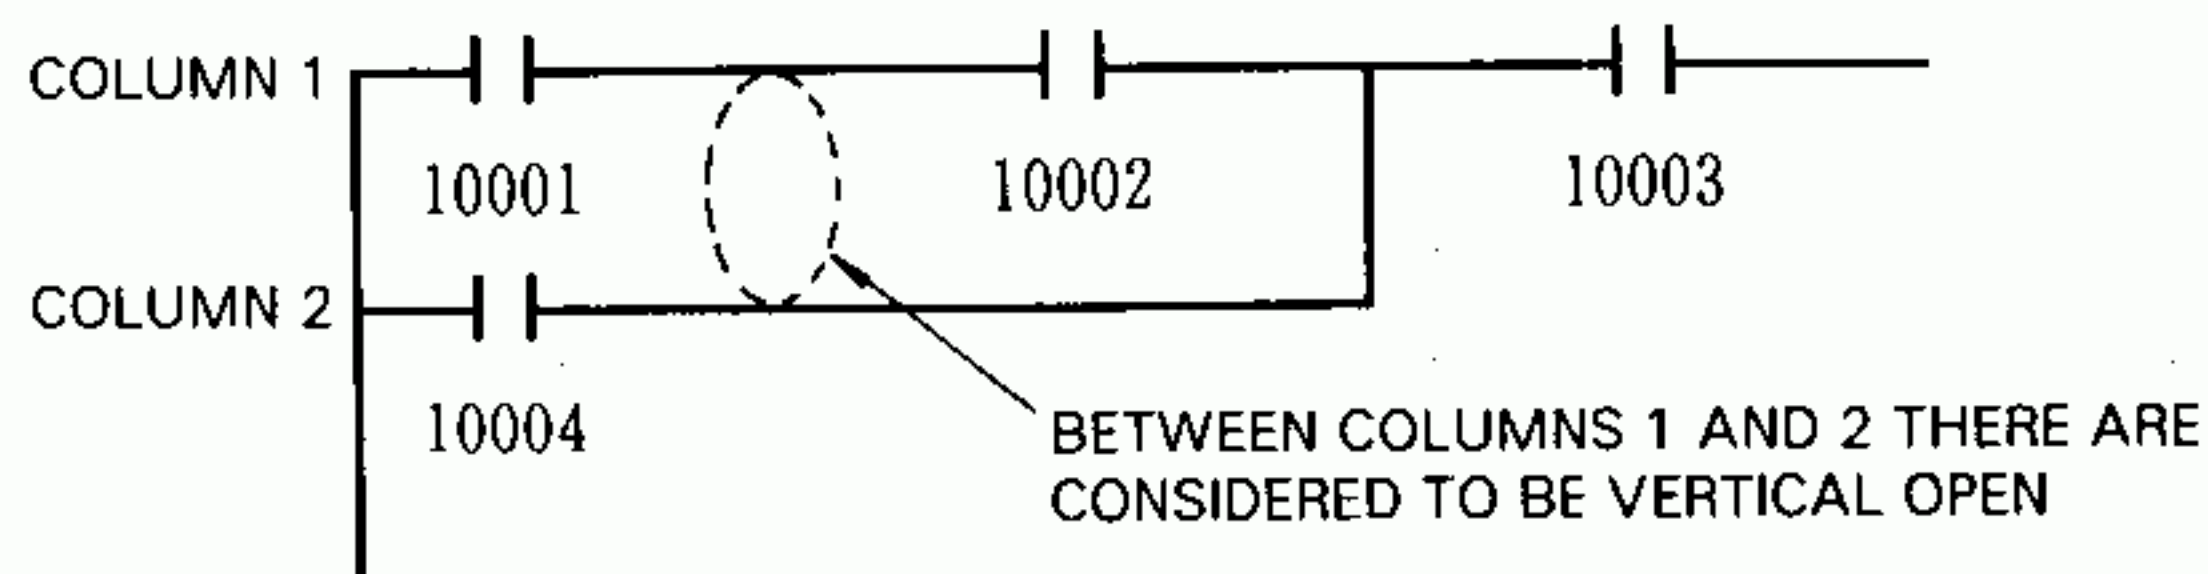 COLUMN 1
10001
10002
10003
COLUMN 2
10004
BETWEEN COLUMNS 1 AND 2 THERE ARE
CONSIDERED TO BE VERTICAL OPEN